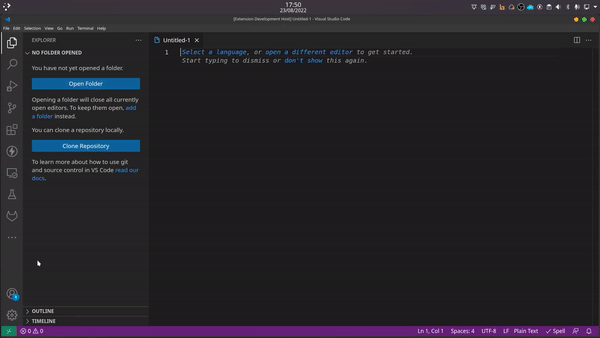 17:50
23/08/2022
[Extension Development Host] Untitled-1 - Visual Studio Code
File Edit Selection View Go Run Terminal Help
EXPLORER
Untitled-1
NO FOLDER OPENED
You have not yet opened a folder.
Open Folder
Opening a folder will close all currently
open editors. To keep them open, add
a folder instead.
You can clone a repository locally.
Clone Repository
To learn more about how to use git
and source control in VS Code read our
docs.
1 Select a language, or open a different editor to get started.
Start typing to dismiss or don't show this again.
OUTLINE
TIMELINE
0 0
Ln 1, Col 1 Spaces: 4 UTF-8 LF Plain Text Spell